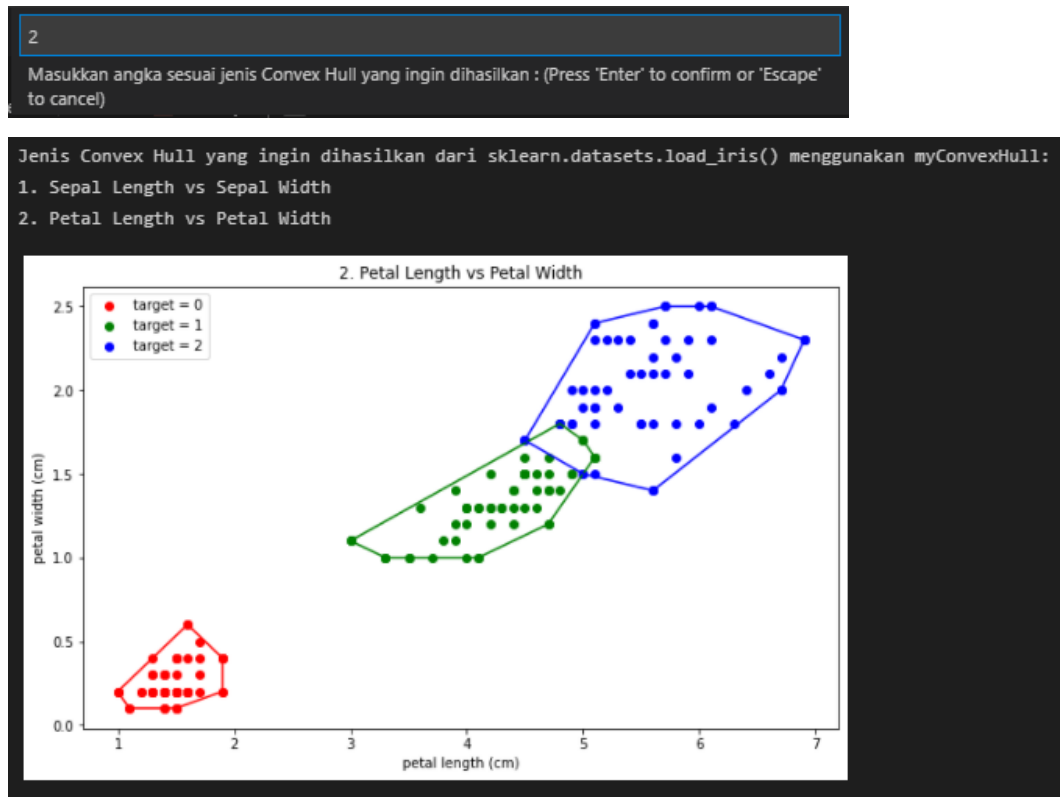 2
Masukkan angka sesuai jenis Convex Hull yang ingin dihasilkan : (Press 'Enter' to confirm or 'Escape'
to cancel)
Jenis Convex Hull yang ingin dihasilkan dari sklearn.datasets.load_iris() menggunakan myConvexHull:
1. Sepal Length vs Sepal Width
2. Petal Length vs Petal Width
2. Petal Length vs Petal Width
target = 0
target = 1
target = 2
2.5
2.0
1.5
1.0
0.5
0.0
petal width (cm)
1 2 3 4 5 6 7
petal length (cm)